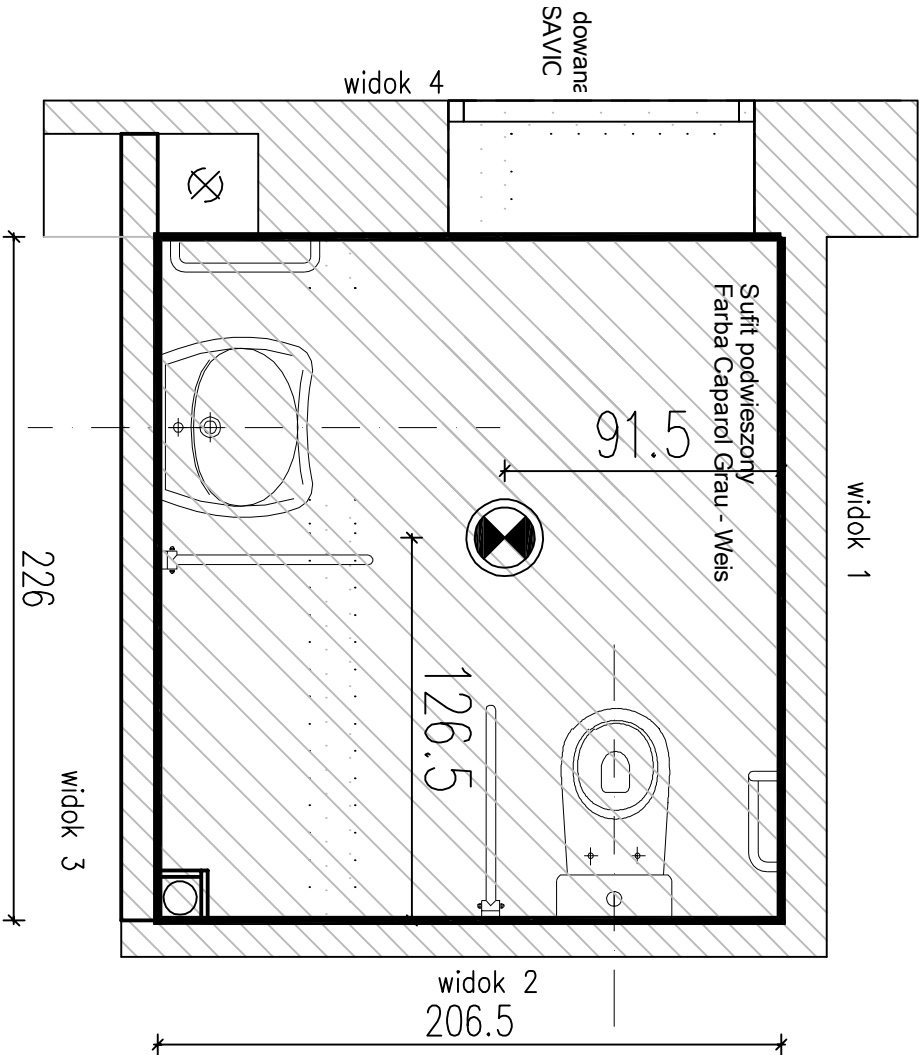 dowana
SAVIC
widok 4
Sufit podwieszony
Farba Caparol Grau - Weis
91.5
widok 1
126.5
226
widok 3
widok 2
206.5